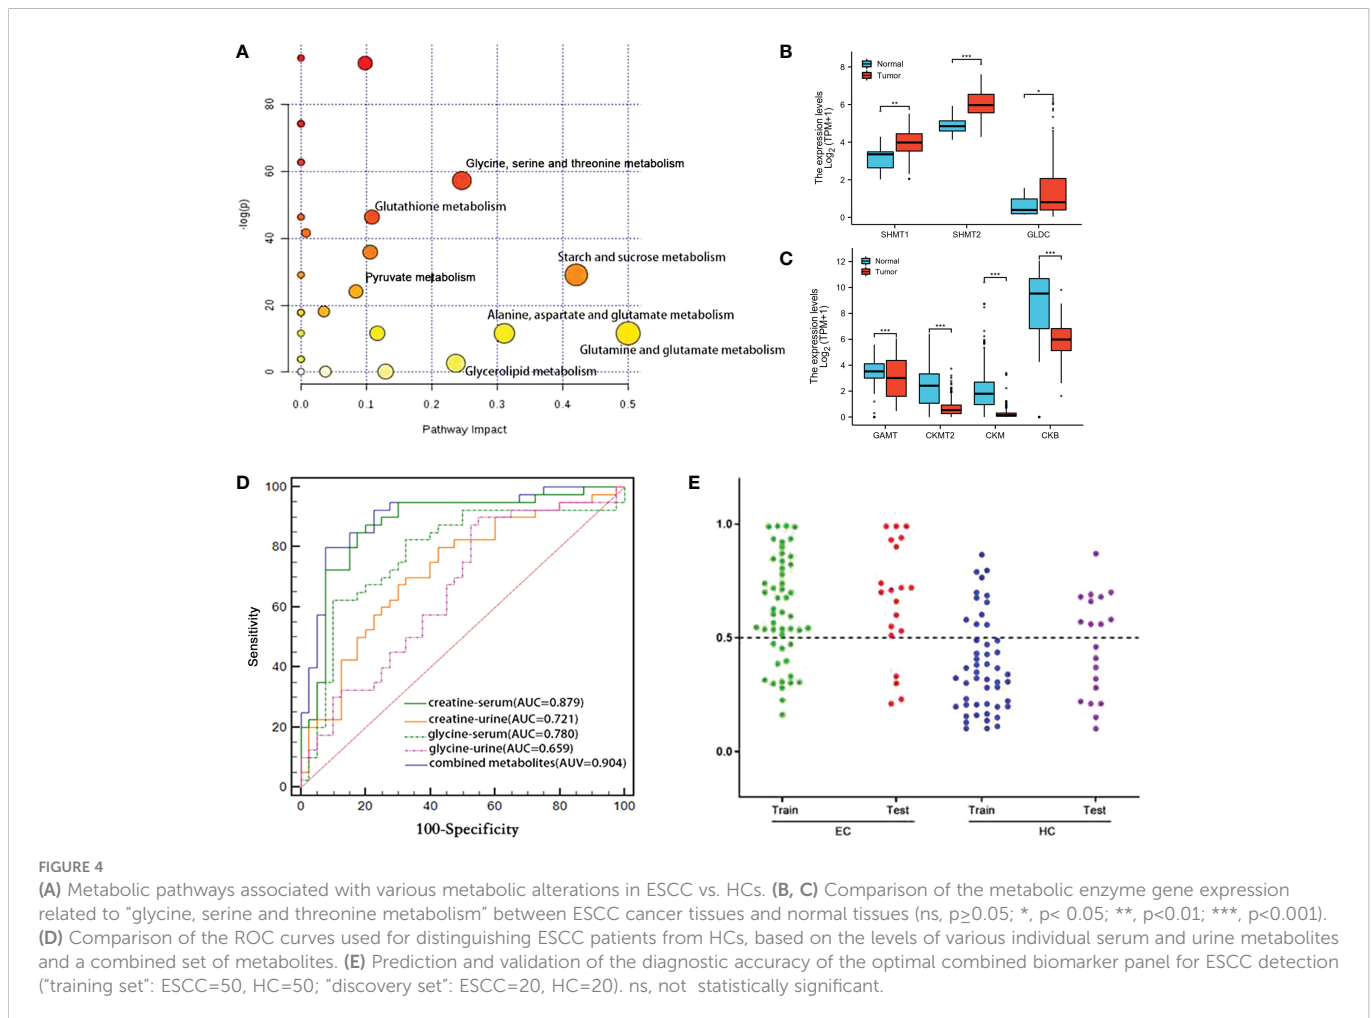 (A)
80
60
40
20
0
-log(p)
0.0 0.1 0.2 0.3 0.4 0.5
Pathway Impact
Glycine, serine and threonine metabolism
Glutathione metabolism
Starch and sucrose metabolism
Pyruvate metabolism
Alanine, aspartate and glutamate metabolism
Glutamine and glutamate metabolism
Glycerolipid metabolism
(B)
The expression levels
Log2 (TPM+1)
8
6
4
2
0
Normal
Tumor
**
***
*
SHMT1 SHMT2 GLDC
(C)
The expression levels
Log2 (TPM+1)
12
10
8
6
4
2
0
Normal
Tumor
***
***
***
***
GAMT CKMT2 CKM CKB
(D)
Sensitivity
100
80
60
40
20
0
creatine-serum(AUC=0.879)
creatine-urine(AUC=0.721)
glycine-serum(AUC=0.780)
glycine-urine(AUC=0.659)
combined metabolites(AUV=0.904)
0 20 40 60 80 100
100-Specificity
(E)
1.0
0.5
0.0
Train Test Train Test
EC HC
FIGURE 4
(A) Metabolic pathways associated with various metabolic alterations in ESCC vs. HCs. (B, C) Comparison of the metabolic enzyme gene expression
related to “glycine, serine and threonine metabolism” between ESCC cancer tissues and normal tissues (ns, p≥0.05; *, p< 0.05; **, p<0.01; ***, p<0.001).
(D) Comparison of the ROC curves used for distinguishing ESCC patients from HCs, based on the levels of various individual serum and urine metabolites
and a combined set of metabolites. (E) Prediction and validation of the diagnostic accuracy of the optimal combined biomarker panel for ESCC detection
(“training set”: ESCC=50, HC=50; “discovery set”: ESCC=20, HC=20). ns, not statistically significant.